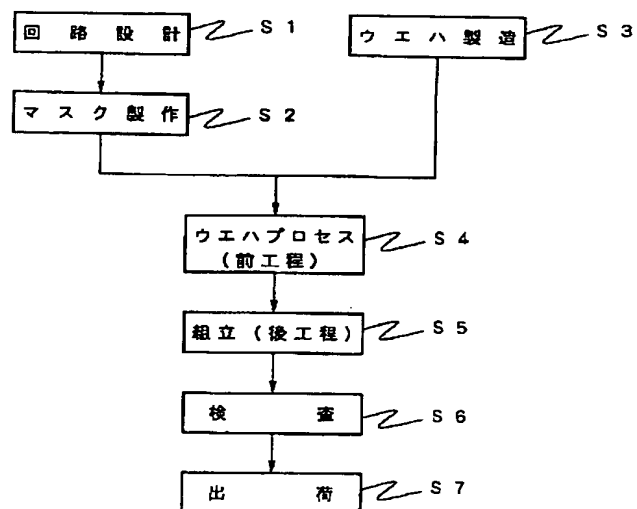 回路設計 S1
ウエハ製造 S3
マスク製作 S2
ウエハプロセス S4
(前工程)
組立(後工程) S5
検査 S6
出荷 S7